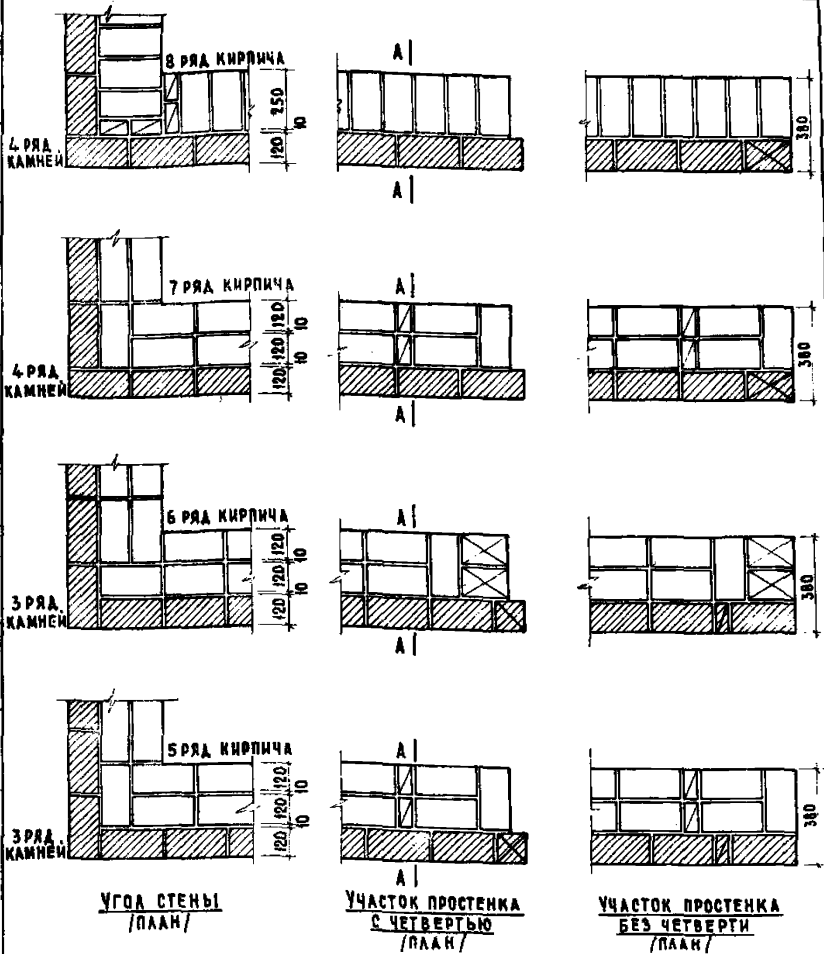 8 РЯД КИРПИЧА
А
250
10
120
4 РЯД
КАМНЕЙ
А
380
7 РЯД КИРПИЧА
А
120
10
120
10
120
4 РЯД
КАМНЕЙ
А
380
6 РЯД КИРПИЧА
А
120
10
120
10
120
3 РЯД
КАМНЕЙ
А
380
5 РЯД КИРПИЧА
А
120
10
120
10
120
3 РЯД
КАМНЕЙ
А
380
УГОЛ СТЕНЫ
/ПЛАН/
УЧАСТОК ПРОСТЕНКА
С ЧЕТВЕРТЬЮ
/ПЛАН/
УЧАСТОК ПРОСТЕНКА
БЕЗ ЧЕТВЕРТИ
/ПЛАН/